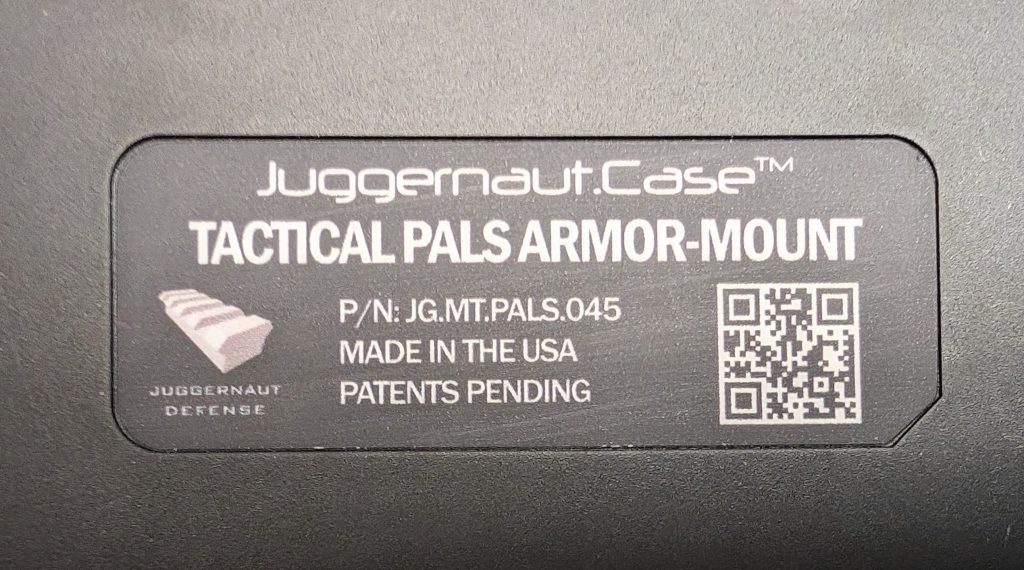 Juggernaut.Case™
TACTICAL PALS ARMOR-MOUNT
P/N: JG.MT.PALS.045
MADE IN THE USA
PATENTS PENDING
JUGGERNAUT
DEFENSE